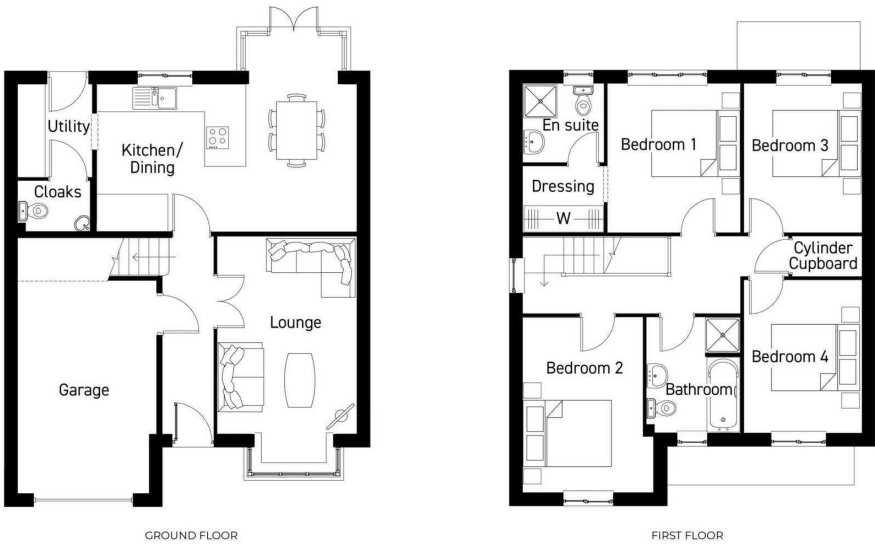 Utility
Kitchen/
Dining
Cloaks
Lounge
Garage
GROUND FLOOR
En suite
Bedroom 1
Bedroom 3
Dressing
W
Cylinder
Cupboard
Bedroom 2
Bathroom
Bedroom 4
FIRST FLOOR